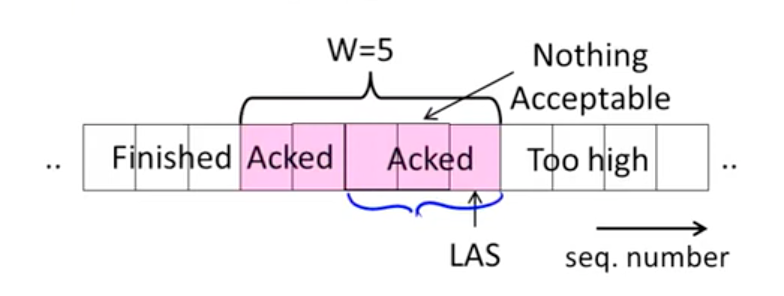 W=5
Nothing
Acceptable
.. Finished Acked Acked Too high ..
LAS
seq. number